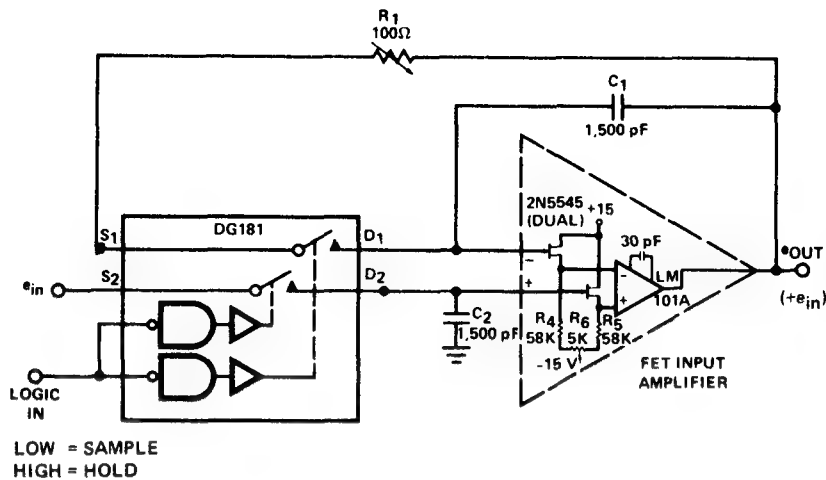 R1
100Ω
C1
1,500 pF
2N5545
(DUAL)
+15
DG181
30 pF
S1
D1
−
−
LM
eOUT
S2
D2
ein
+
+
101A
(+ein)
C2
1,500 pF
R4
R6
R5
58K
5K
58K
-15 V
FET INPUT
AMPLIFIER
LOGIC
IN
LOW = SAMPLE
HIGH = HOLD